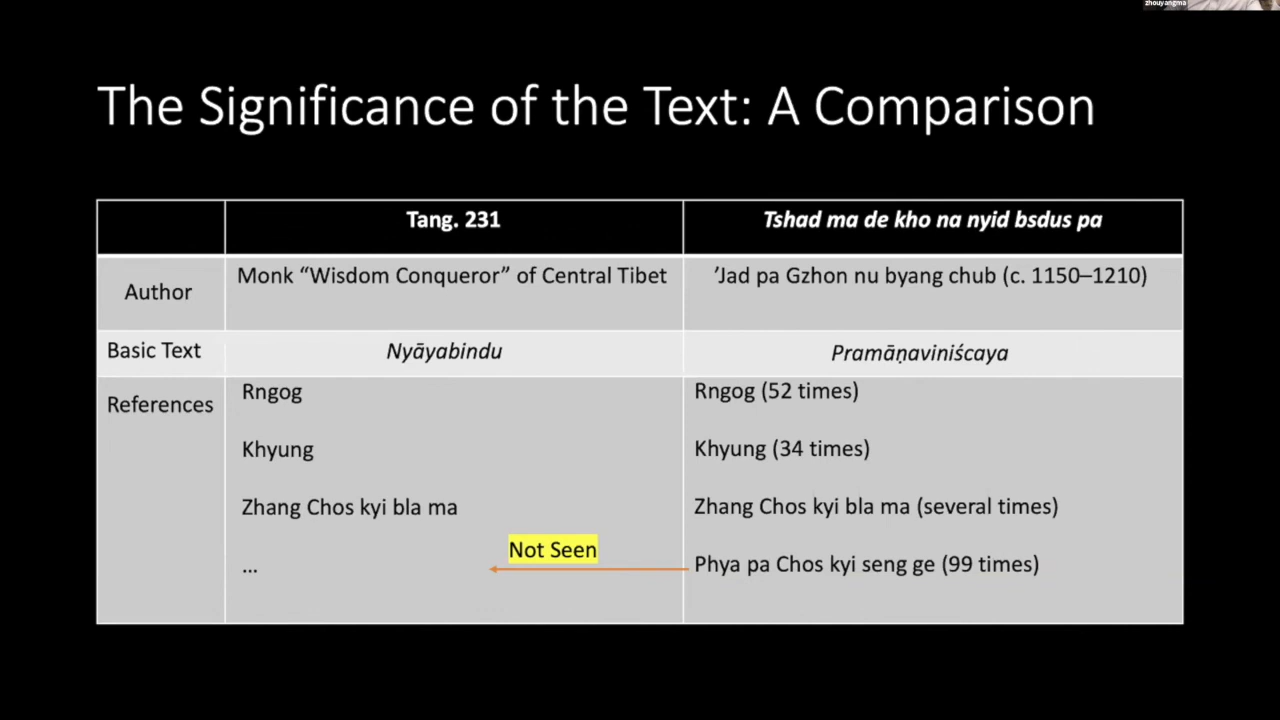 zhouyangma
The Significance of the Text: A Comparison
Tang. 231
Tshad ma de kho na nyid bsdus pa
Author
Monk “Wisdom Conqueror” of Central Tibet
’Jad pa Gzhon nu byang chub (c. 1150–1210)
Basic Text
Nyāyabindu
Pramāṇaviniścaya
References
Rngog
Rngog (52 times)
Khyung
Khyung (34 times)
Zhang Chos kyi bla ma
Zhang Chos kyi bla ma (several times)
Not Seen
...
Phya pa Chos kyi seng ge (99 times)